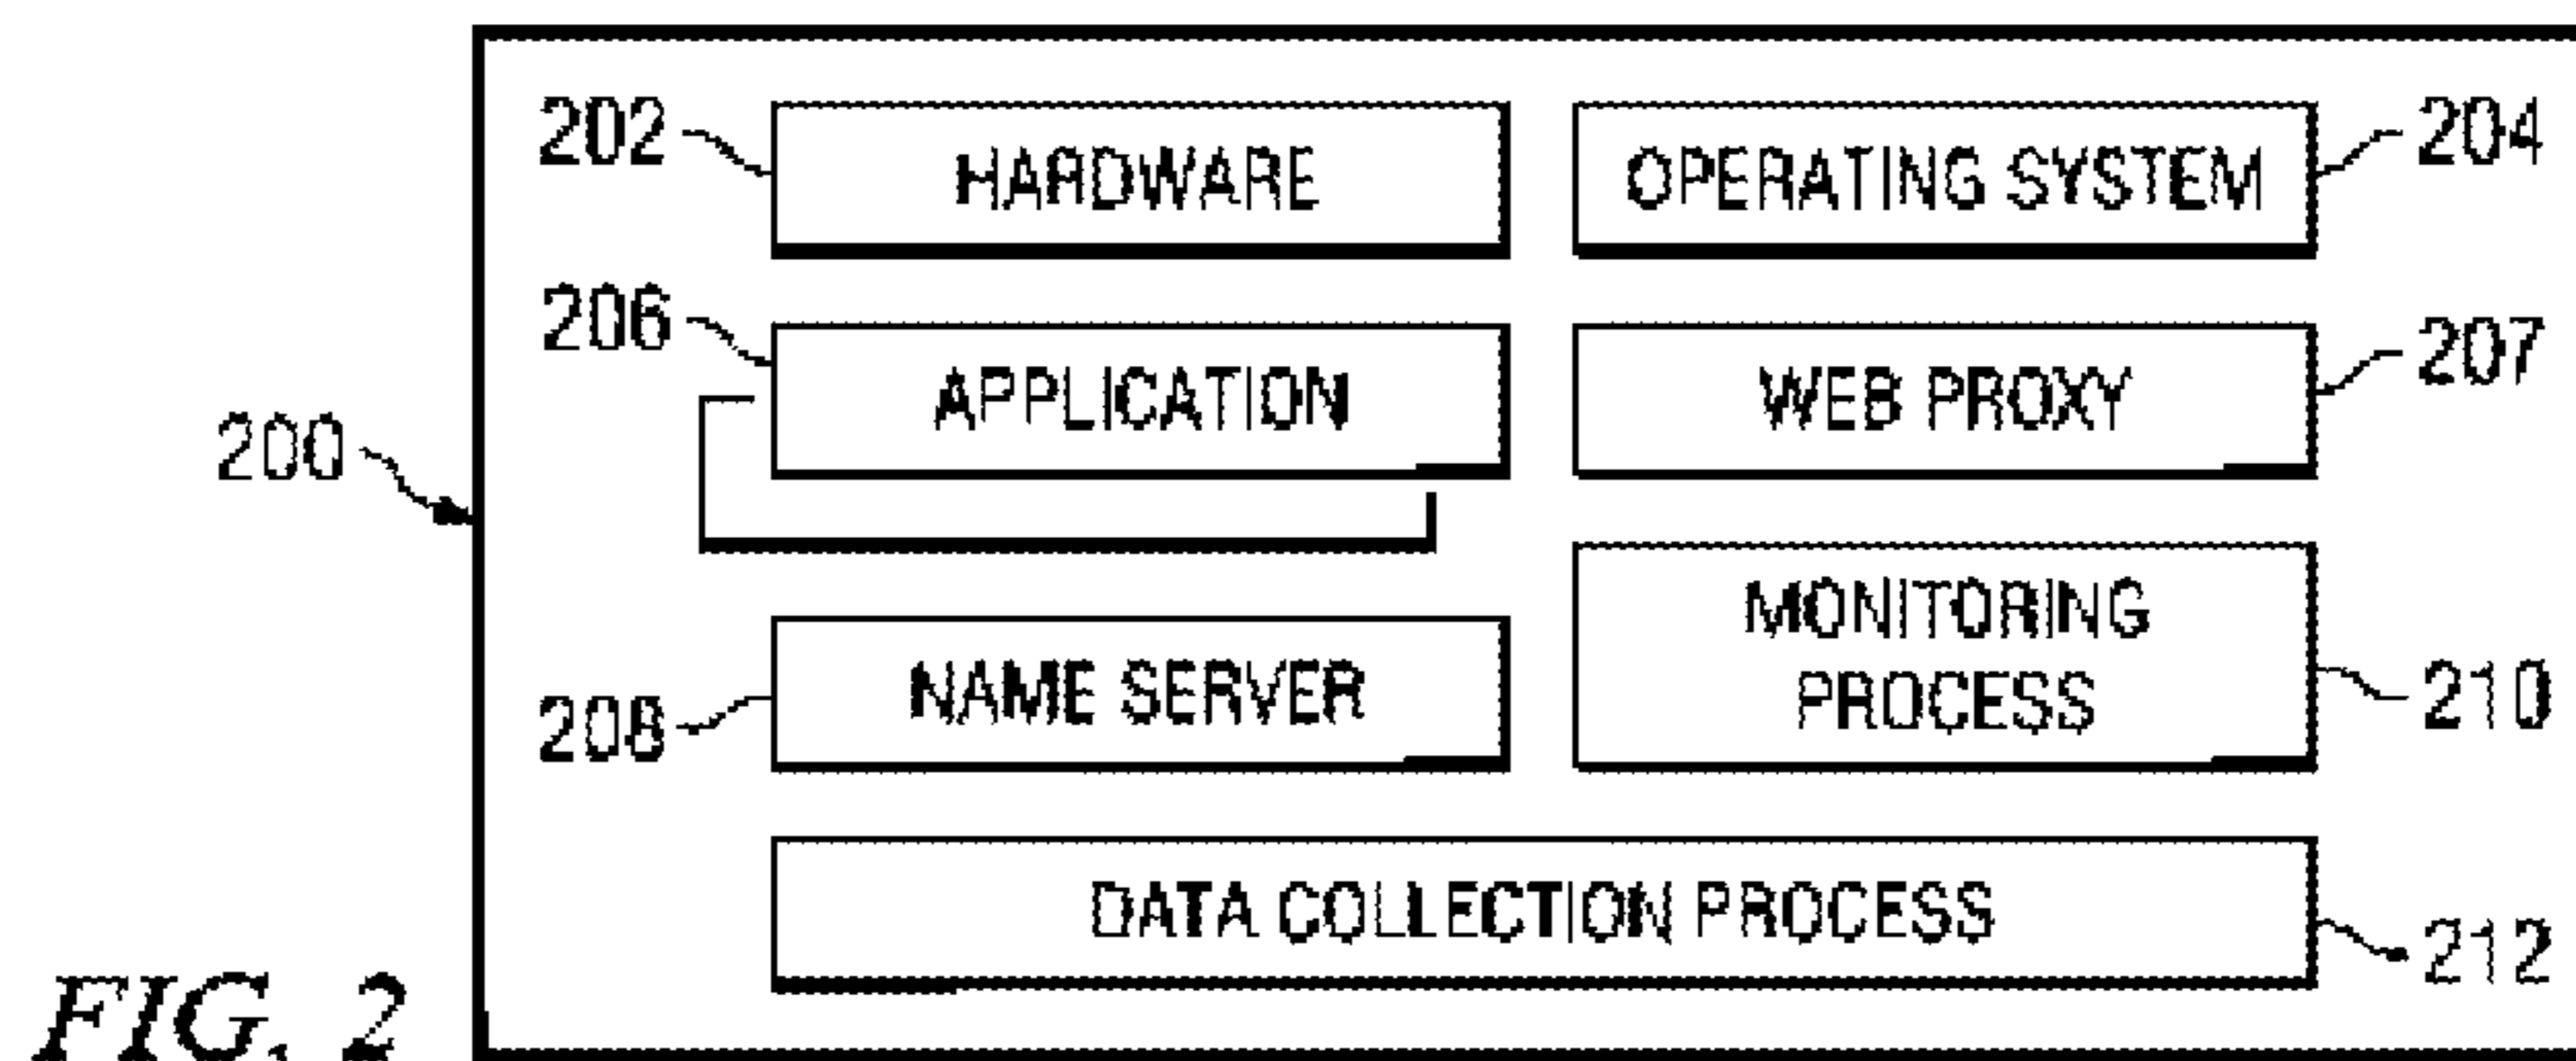 202 HARDWARE OPERATING SYSTEM 204
206 APPLICATION WEB PROXY 207
200
208 NAME SERVER MONITORING PROCESS 210
DATA COLLECTION PROCESS 212
FIG. 2